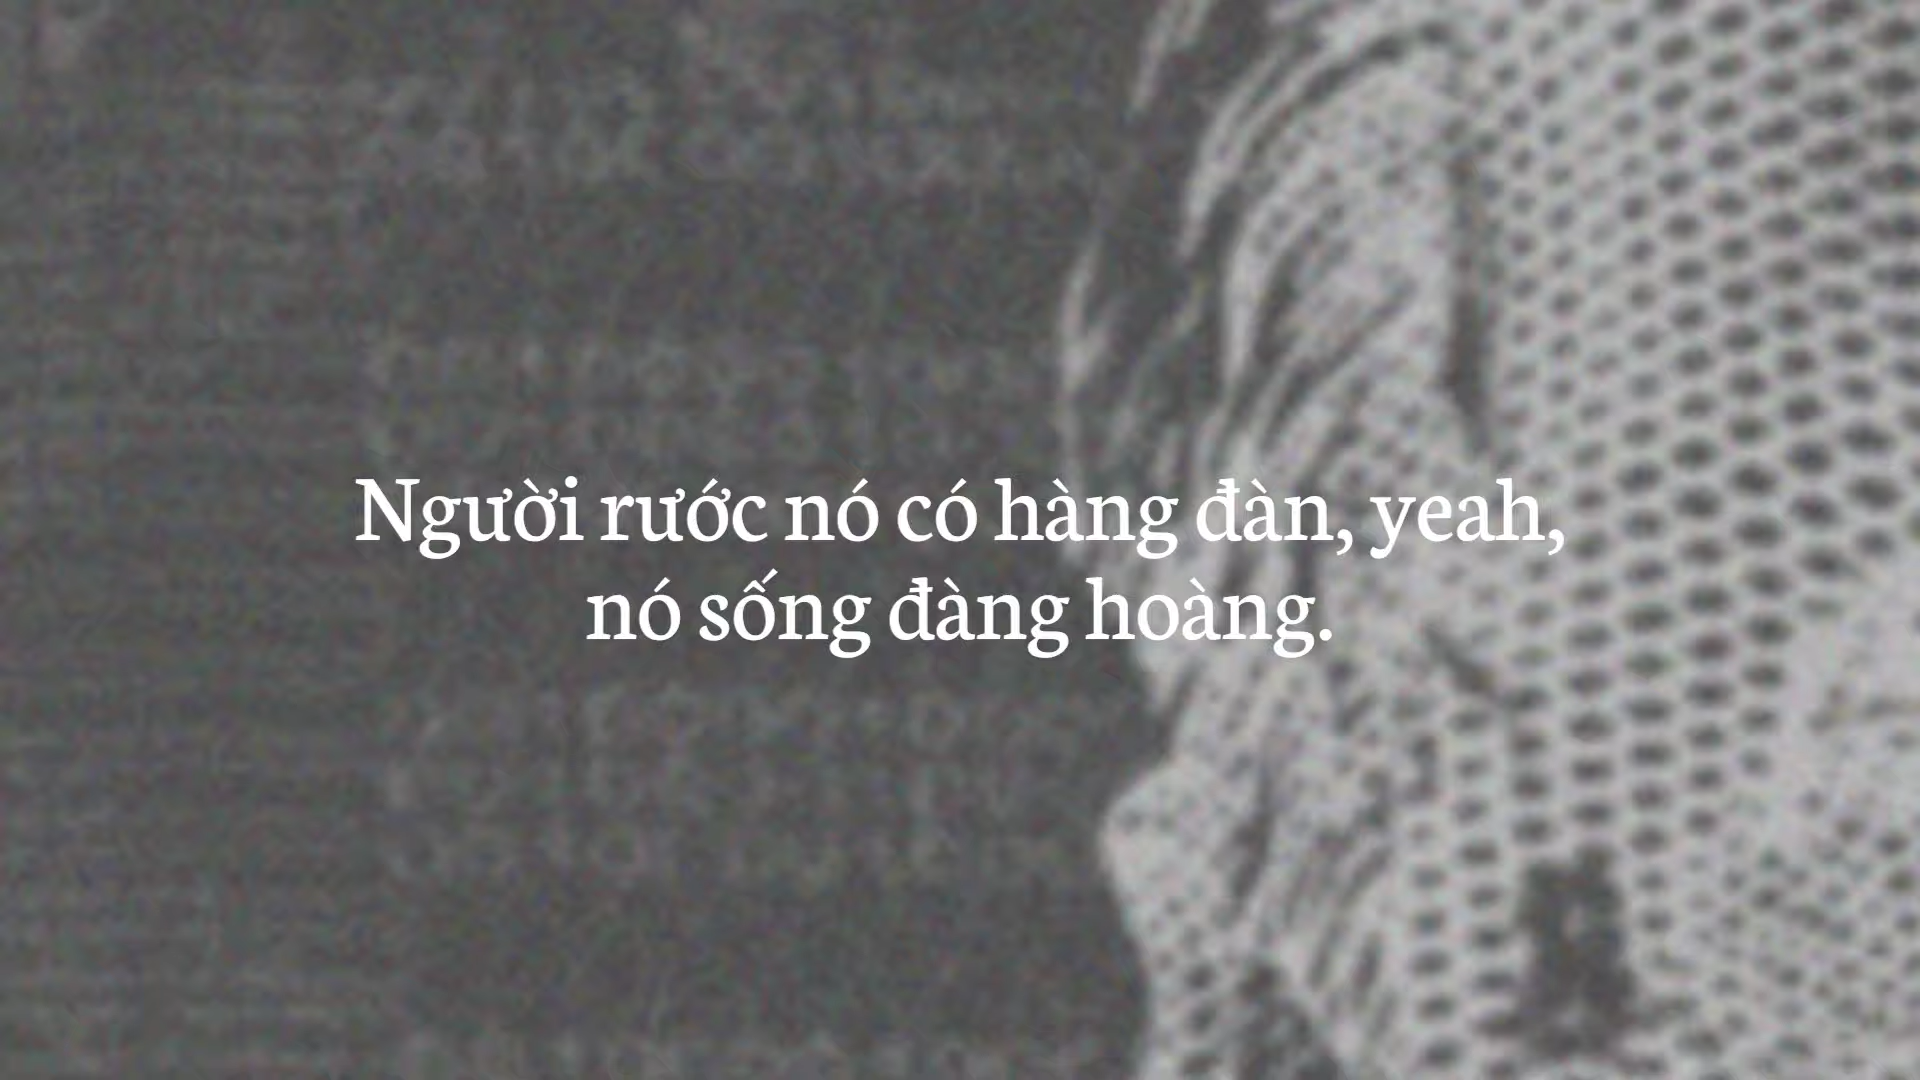 Người rước nó có hàng đàn, yeah,
nó sống đàng hoàng.